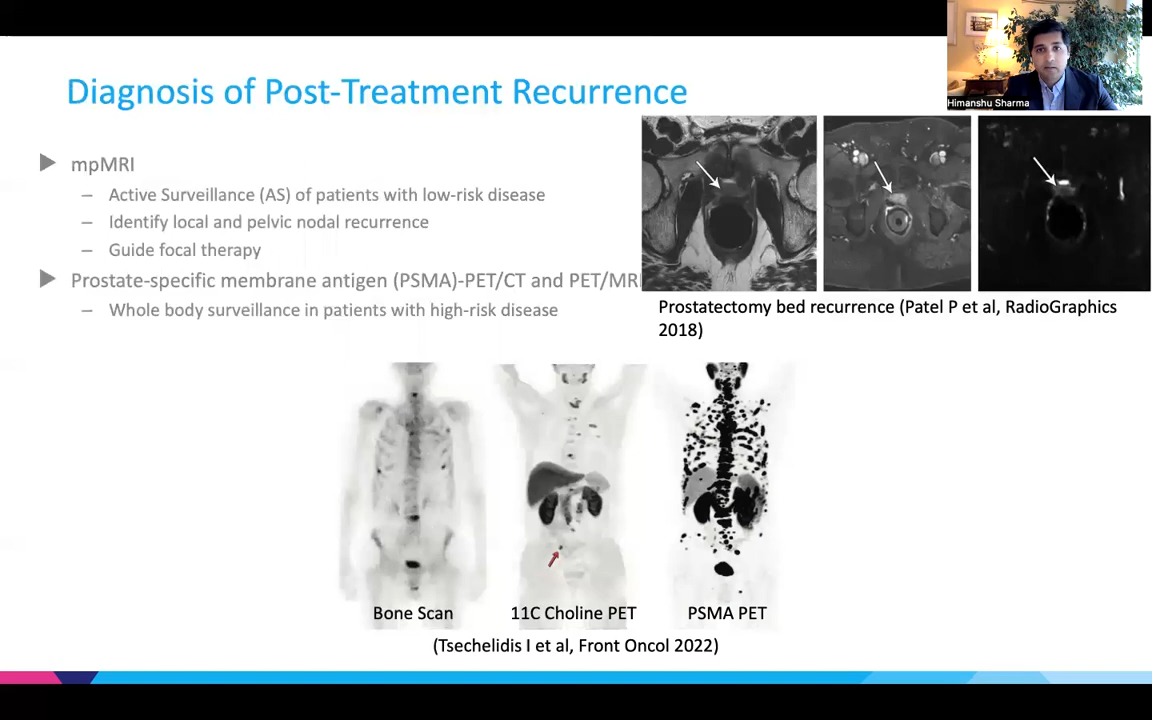 Diagnosis of Post-Treatment Recurrence
Himanshu Sharma
▶ mpMRI
– Active Surveillance (AS) of patients with low-risk disease
– Identify local and pelvic nodal recurrence
– Guide focal therapy
▶ Prostate-specific membrane antigen (PSMA)-PET/CT and PET/MRI
– Whole body surveillance in patients with high-risk disease
Prostatectomy bed recurrence (Patel P et al, RadioGraphics
2018)
Bone Scan
11C Choline PET
PSMA PET
(Tsechelidis I et al, Front Oncol 2022)